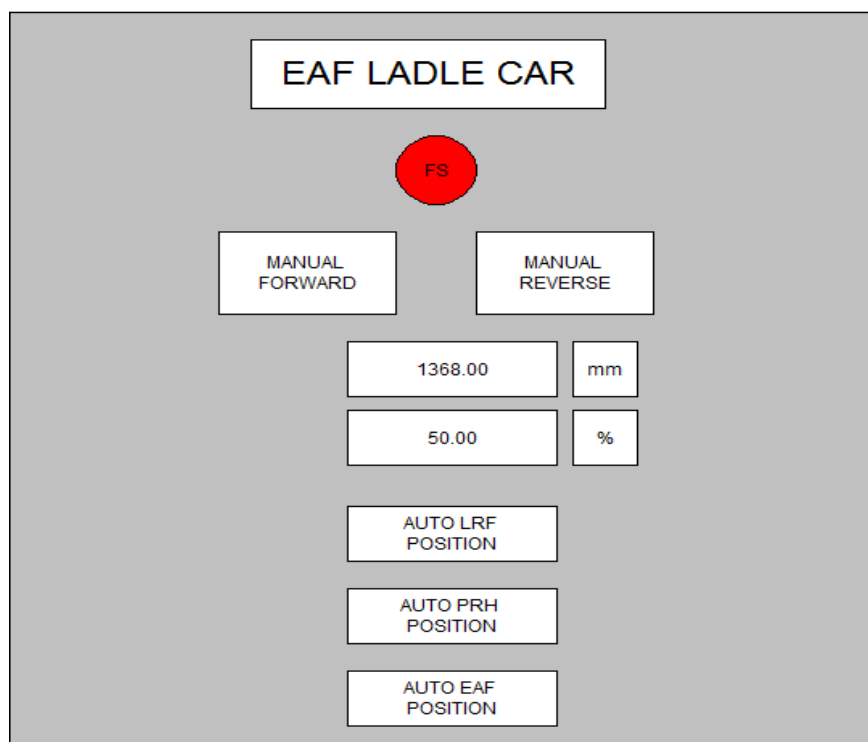 EAF LADLE CAR
FS
MANUAL
FORWARD
MANUAL
REVERSE
1368.00
mm
50.00
%
AUTO LRF
POSITION
AUTO PRH
POSITION
AUTO EAF
POSITION